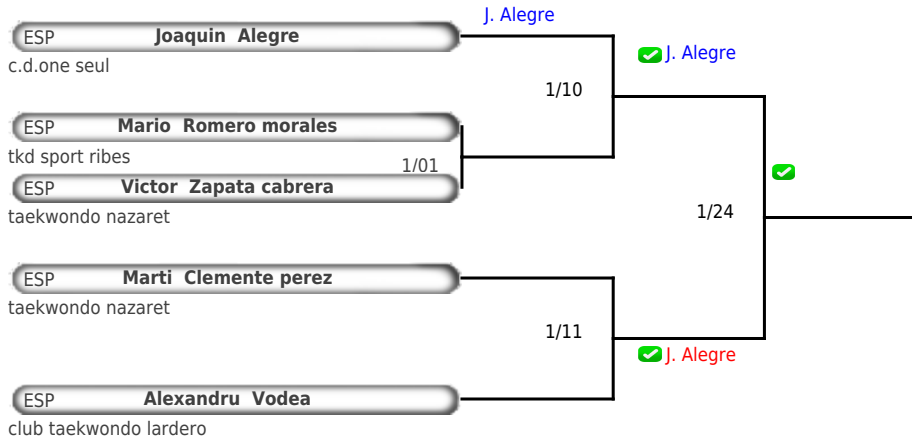 J. Alegre
ESP Joaquin Alegre
c.d.one seul
J. Alegre
1/10
ESP Mario Romero morales
tkd sport ribes
1/01
ESP Victor Zapata cabrera
taekwondo nazaret
1/24
ESP Marti Clemente perez
taekwondo nazaret
1/11
J. Alegre
ESP Alexandru Vodea
club taekwondo lardero